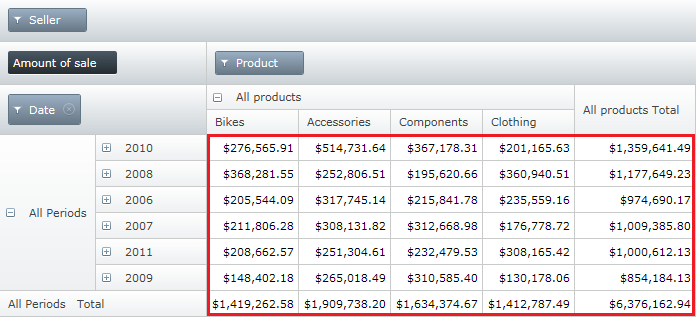 Seller
Amount of sale
Product
Date
All products
All products Total
Bikes Accessories Components Clothing
All Periods
2010 $276,565.91 $514,731.64 $367,178.31 $201,165.63 $1,359,641.49
2008 $368,281.55 $252,806.51 $195,620.66 $360,940.51 $1,177,649.23
2006 $205,544.09 $317,745.14 $215,841.78 $235,559.16 $974,690.17
2007 $211,806.28 $308,131.82 $312,668.98 $176,778.72 $1,009,385.80
2011 $208,662.57 $251,304.61 $232,479.53 $308,165.42 $1,000,612.13
2009 $148,402.18 $265,018.49 $310,585.40 $130,178.06 $854,184.13
All Periods Total $1,419,262.58 $1,909,738.20 $1,634,374.67 $1,412,787.49 $6,376,162.94